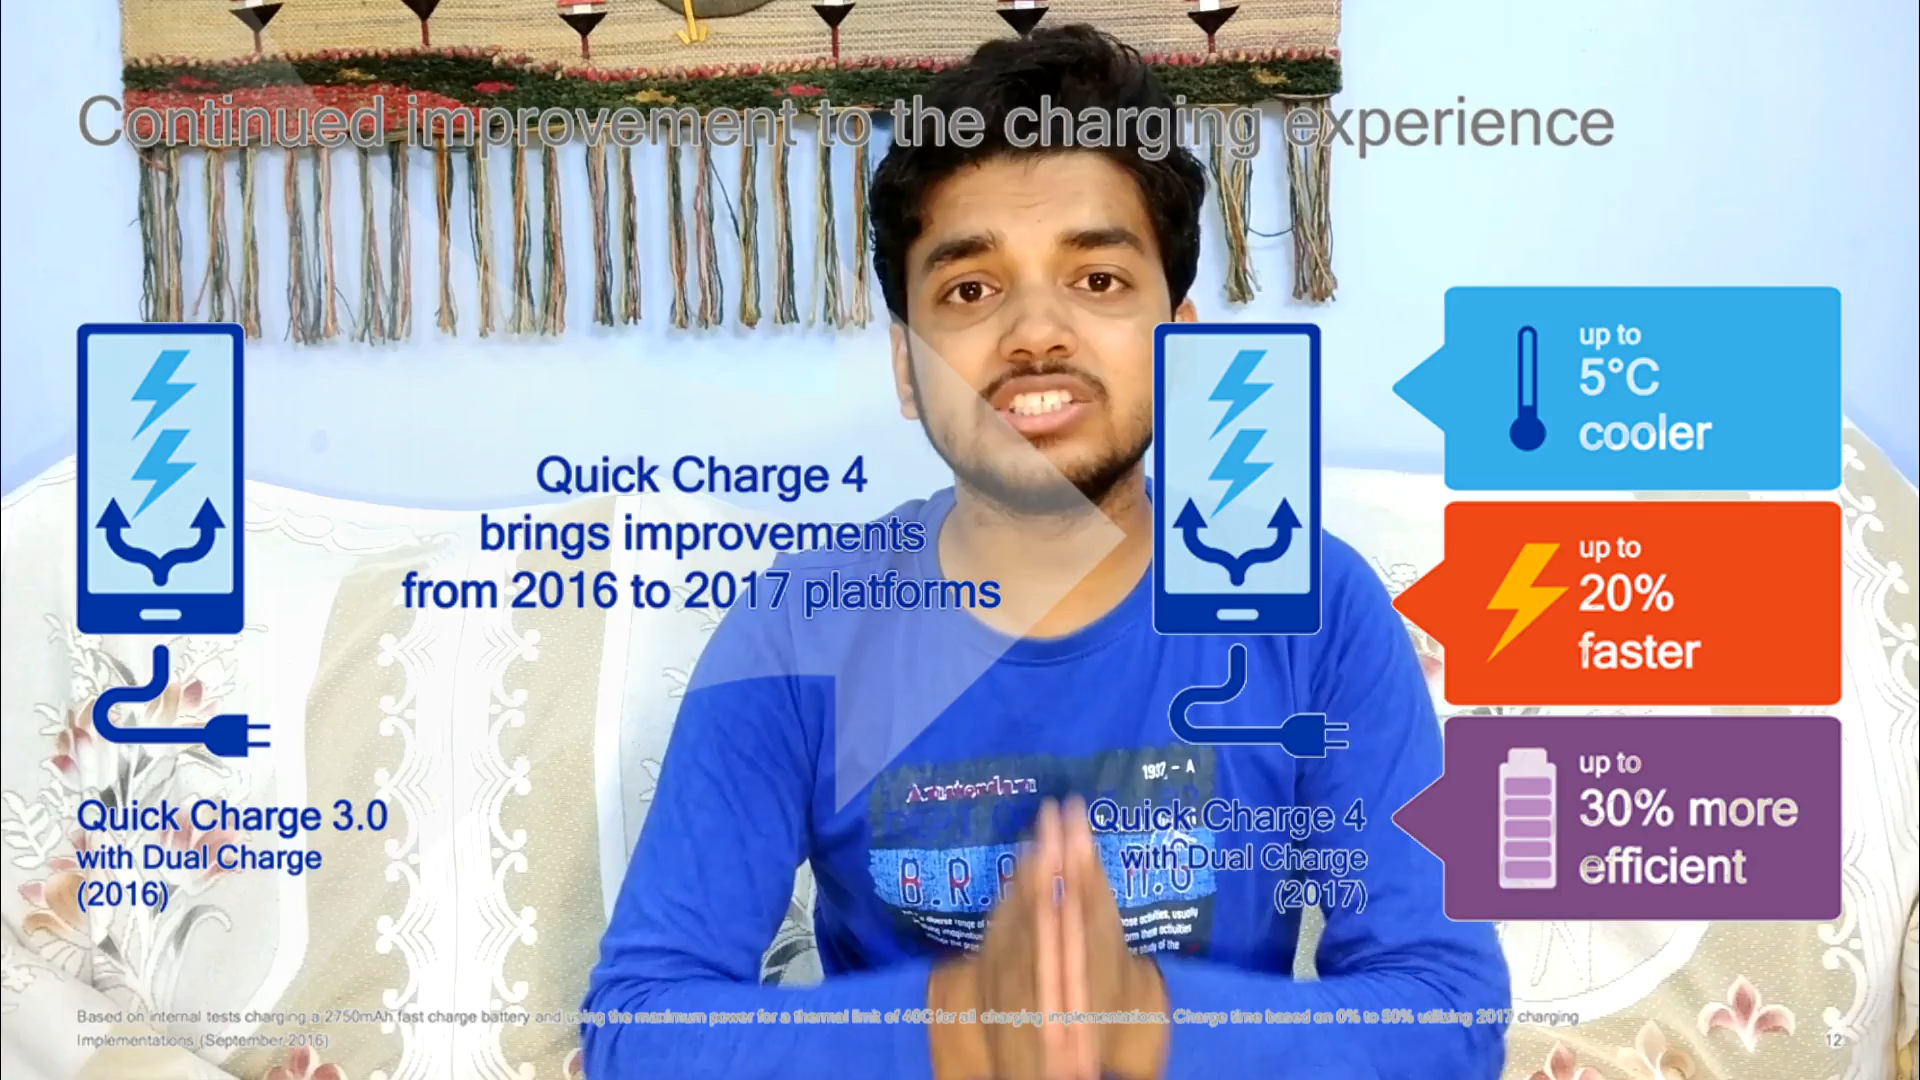 Continued improvement to the charging experience
up to
5°C
cooler
Quick Charge 4
brings improvements
from 2016 to 2017 platforms
up to
20%
faster
up to
30% more
efficient
Quick Charge 3.0
with Dual Charge
(2016)
Quick Charge 4
with Dual Charge
(2017)
Amsterdam
1937 - A
Based on internal tests charging a 2750mAh fast charge battery and using the maximum power for a thermal limit of 40C for all charging implementations. Charge time based on 0% to 50% utilizing 2017 charging
Implementations (September 2016)
12